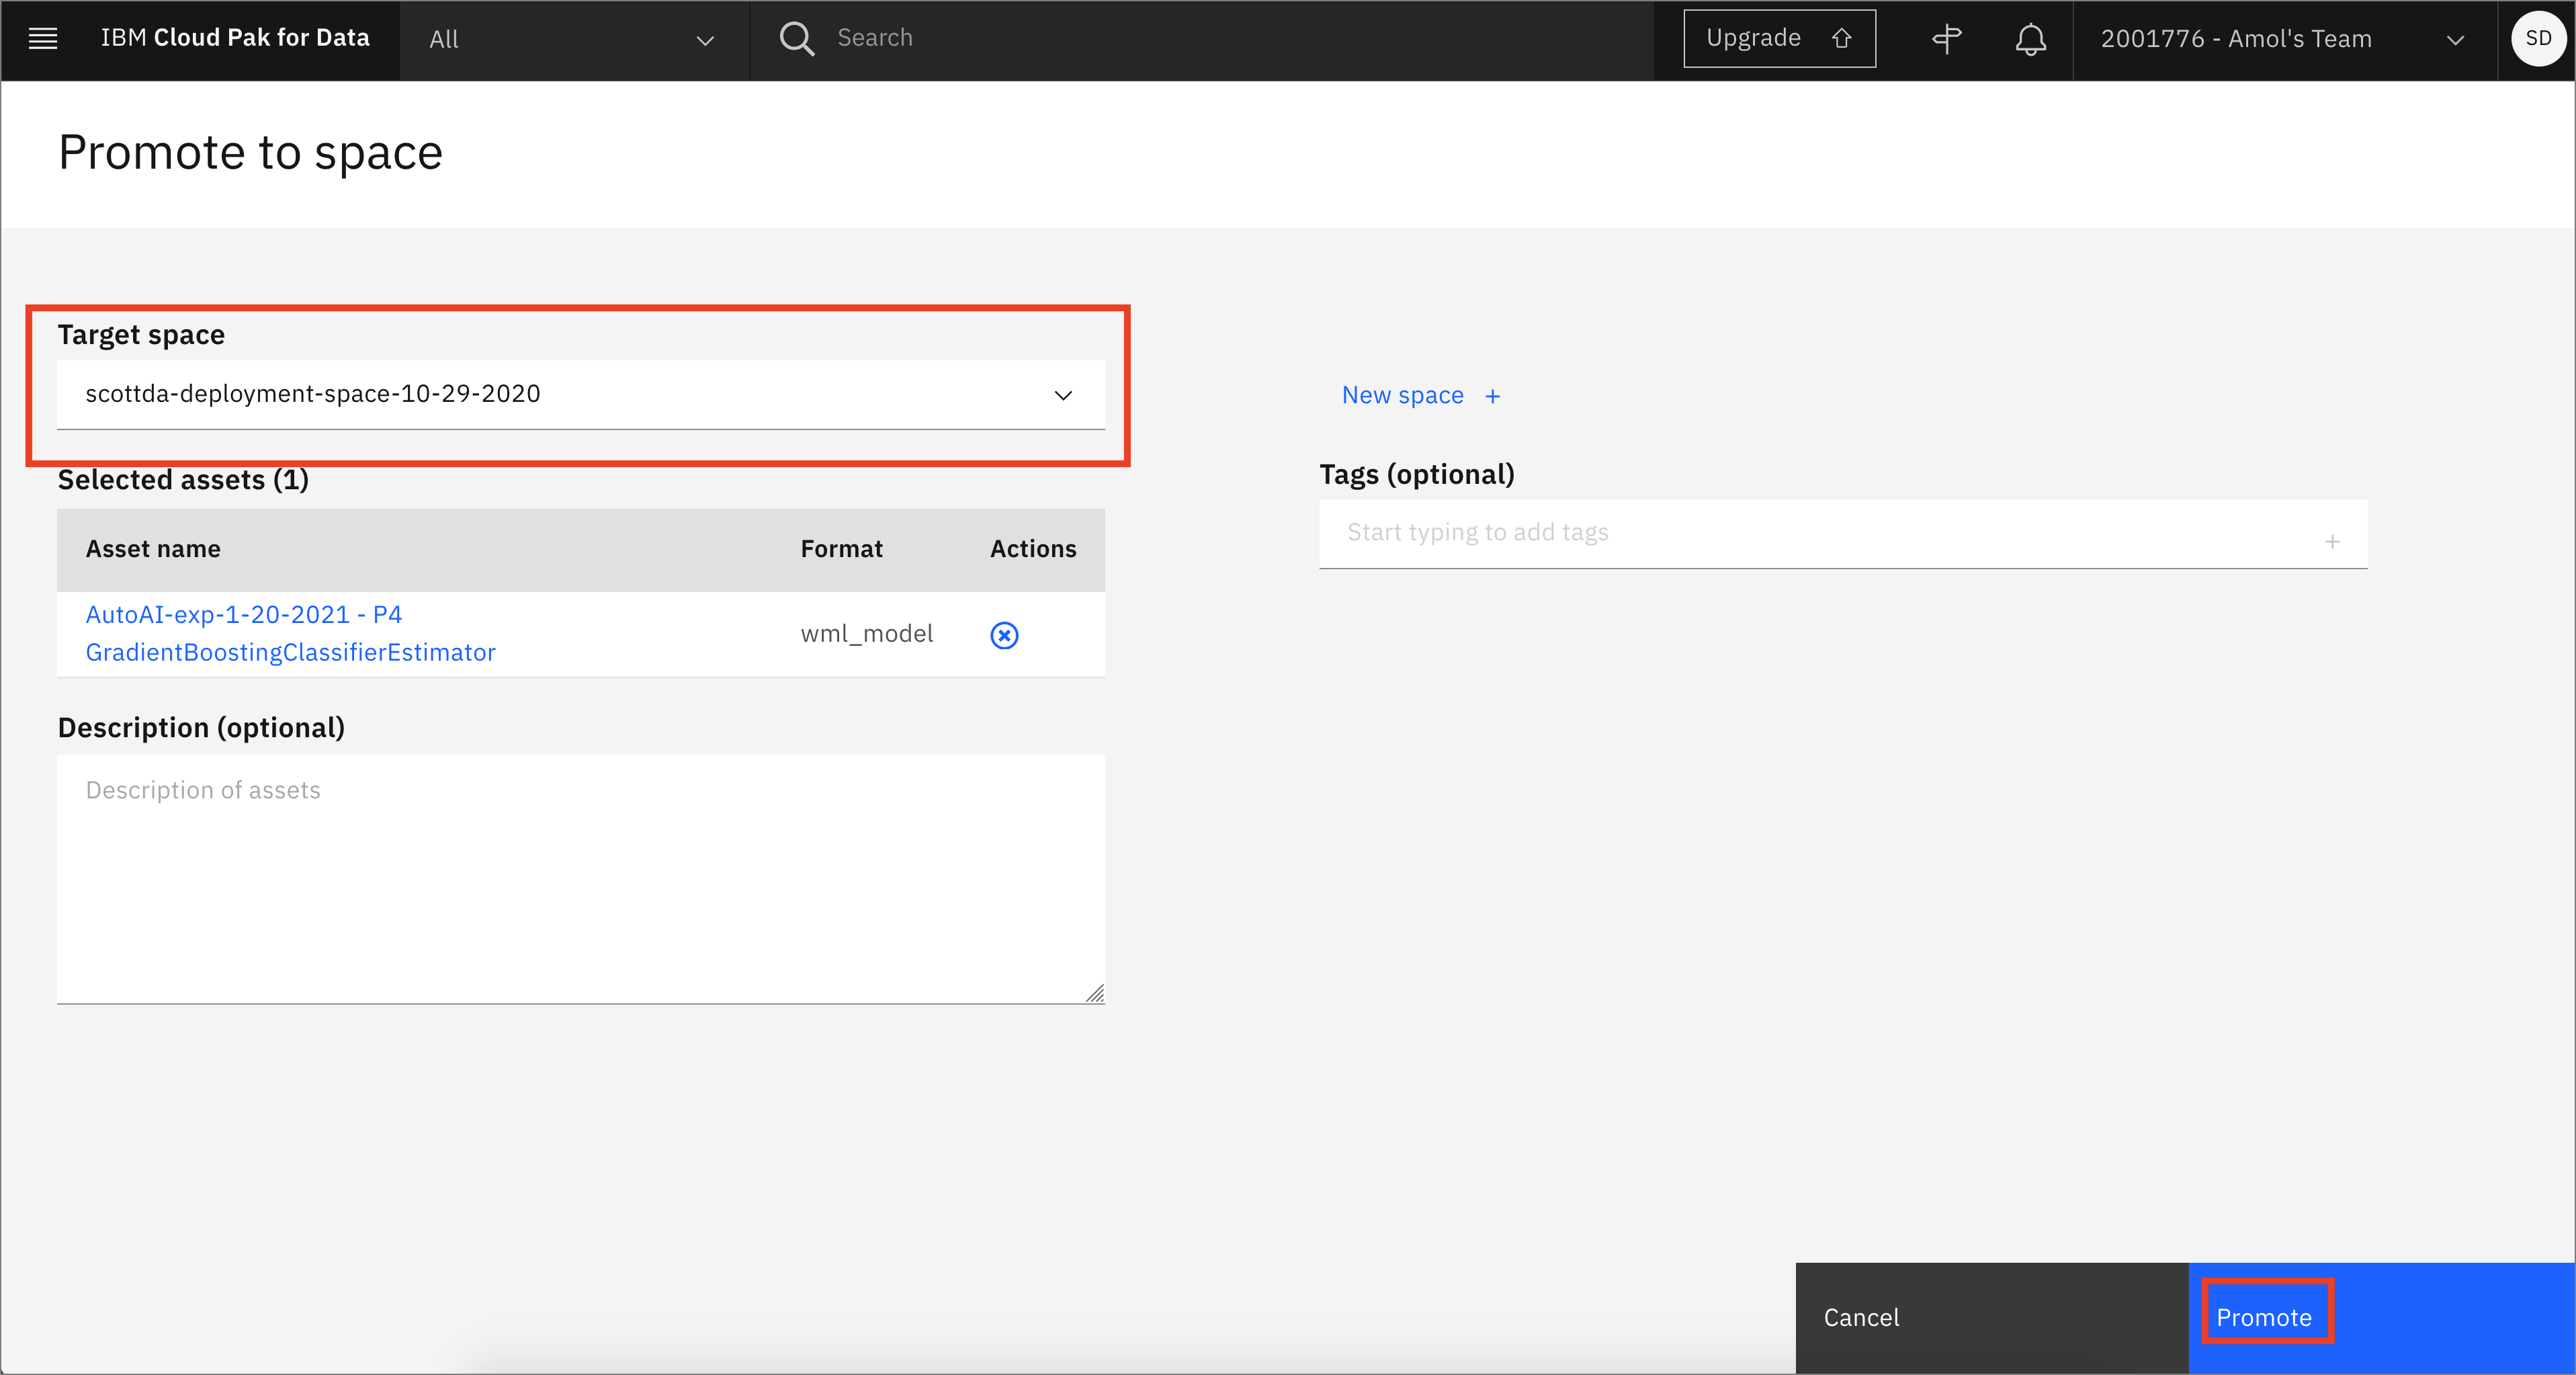 IBM Cloud Pak for Data
All
Search
Upgrade
2001776 - Amol's Team
SD
Promote to space
Target space
scottda-deployment-space-10-29-2020
New space +
Selected assets (1)
Asset name Format Actions
AutoAI-exp-1-20-2021 - P4
GradientBoostingClassifierEstimator
wml_model
Tags (optional)
Start typing to add tags +
Description (optional)
Description of assets
Cancel
Promote